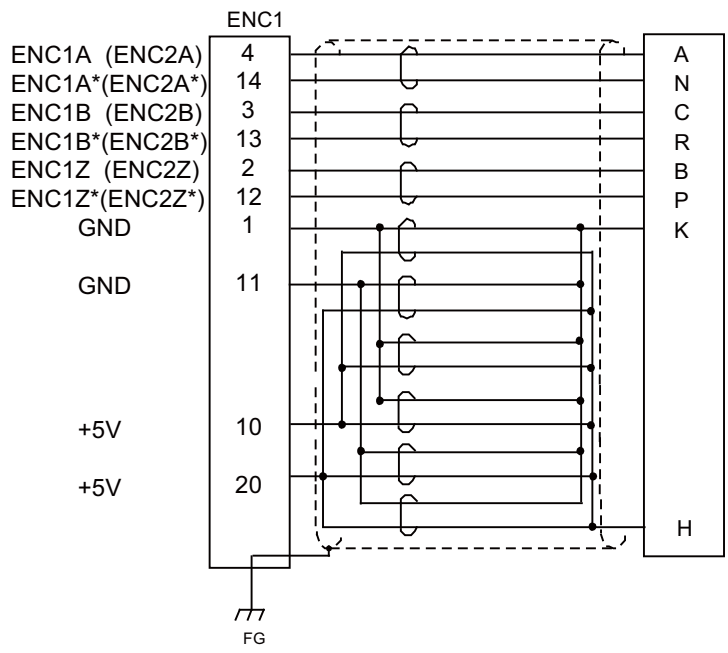 ENC1
ENC1A (ENC2A) 4 A
ENC1A*(ENC2A*) 14 N
ENC1B (ENC2B) 3 C
ENC1B*(ENC2B*) 13 R
ENC1Z (ENC2Z) 2 B
ENC1Z*(ENC2Z*) 12 P
GND 1 K
GND 11
+5V 10
+5V 20
H
FG